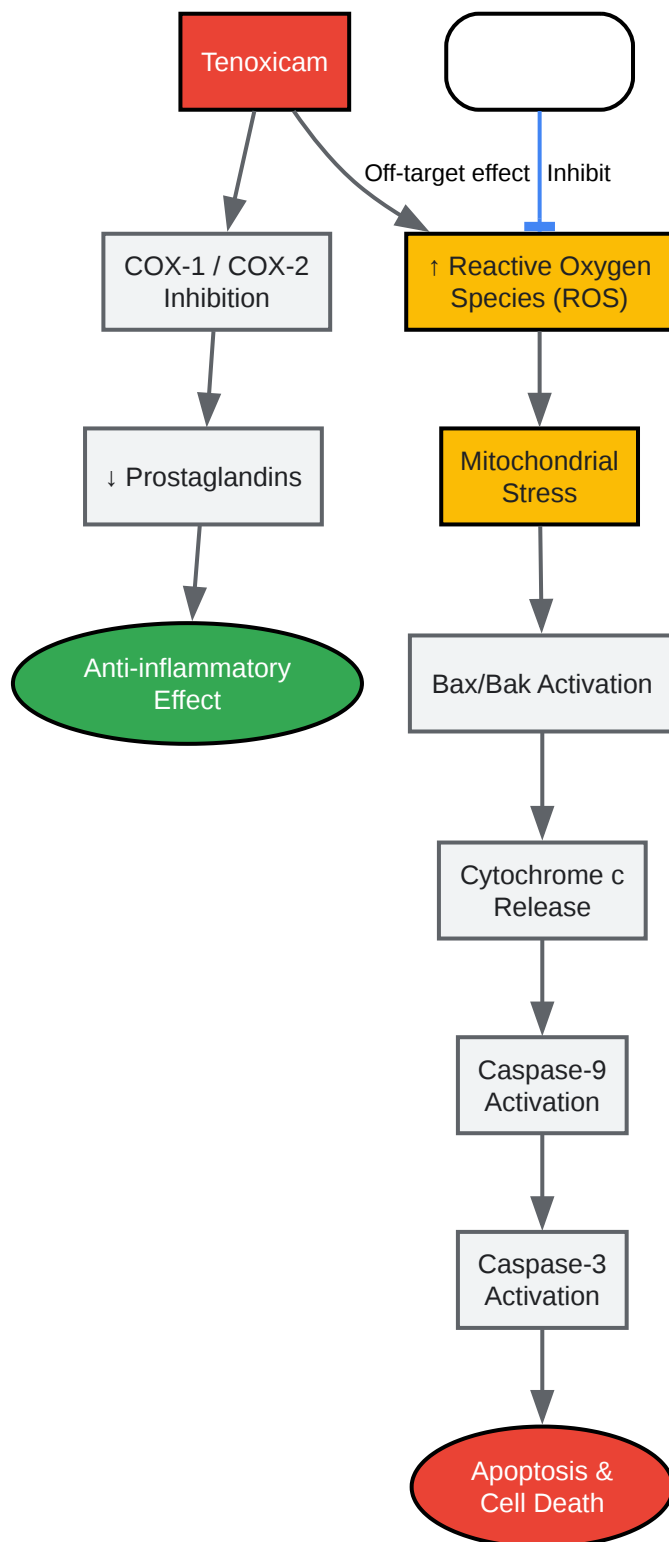 Tenoxicam
Off-target effect
Inhibit
COX-1 / COX-2
Inhibition
↑ Reactive Oxygen
Species (ROS)
↓ Prostaglandins
Mitochondrial
Stress
Anti-inflammatory
Effect
Bax/Bak Activation
Cytochrome c
Release
Caspase-9
Activation
Caspase-3
Activation
Apoptosis &
Cell Death